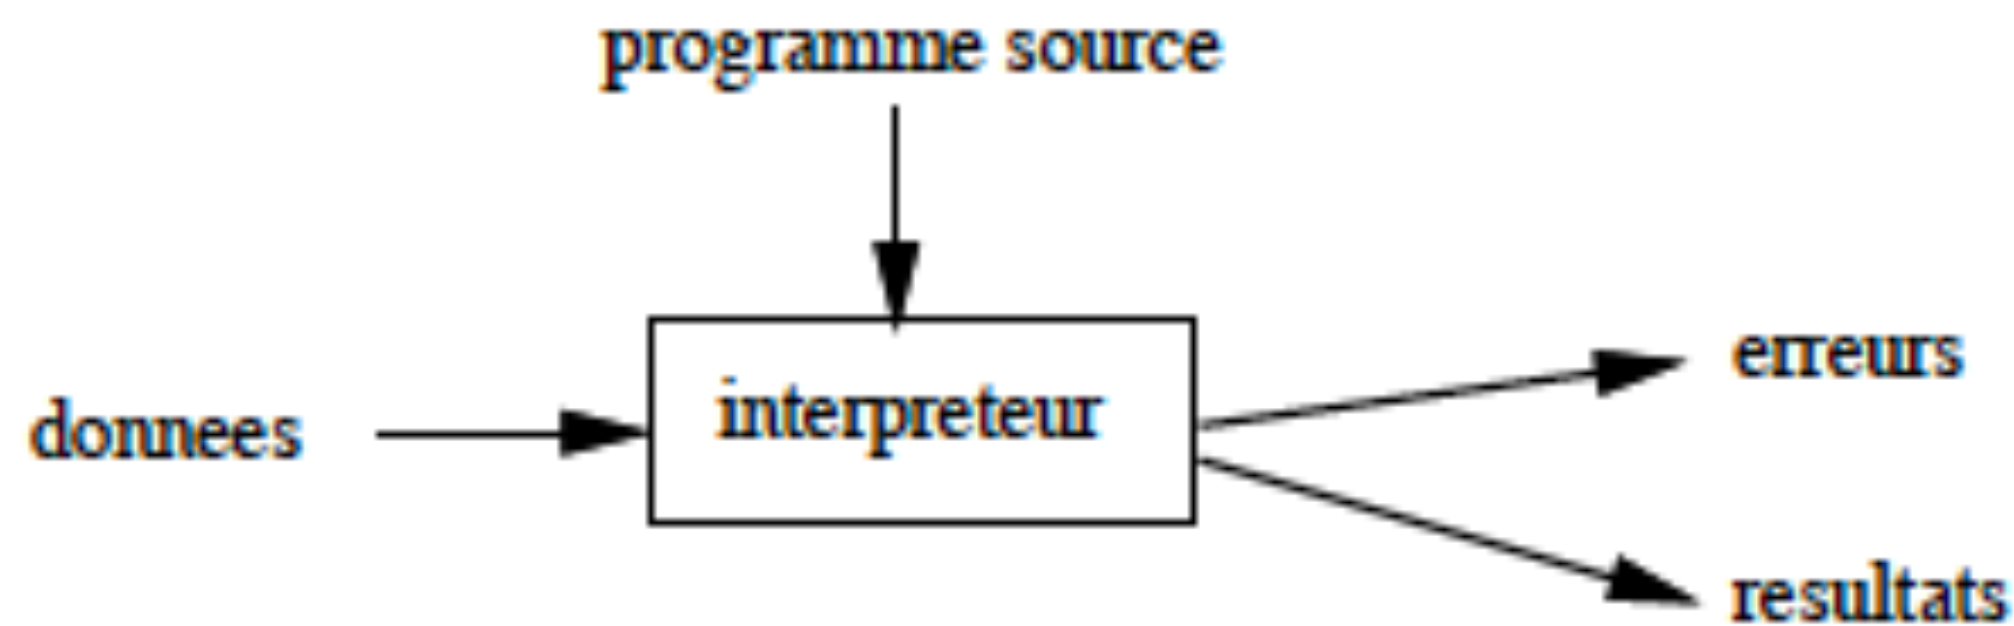 programme source
interpreteur
erreurs
donnees
resultats